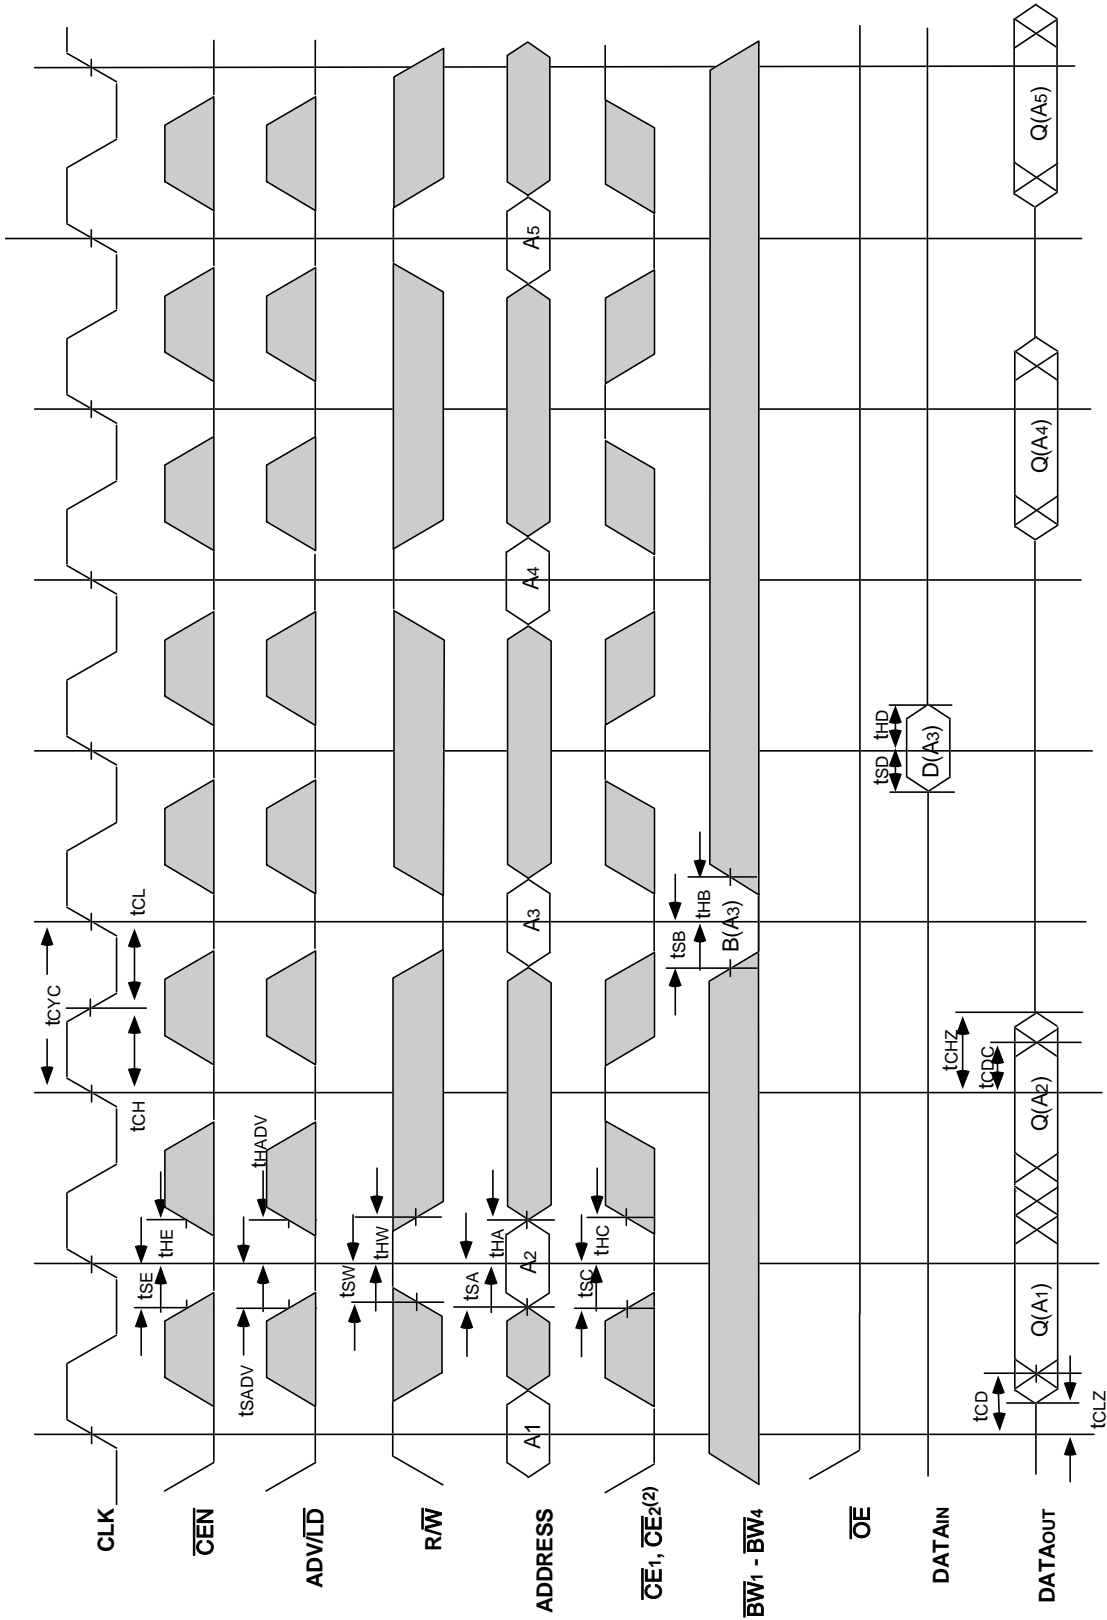 tCYC
tCH
tCL
CLK
tSE
tHE
CEN
tSADV
tHADV
ADV/LD
tSW
tHW
R/W
tSA
tHA
A1
A2
A3
A4
A5
ADDRESS
tSC
tHC
CE1, CE2(2)
tSB
tHB
B(A3)
BW1 - BW4
OE
tSD
tHD
D(A3)
DATAIN
tCD
tCLZ
tCHZ
tCDC
Q(A1)
Q(A2)
Q(A4)
Q(A5)
DATAOUT